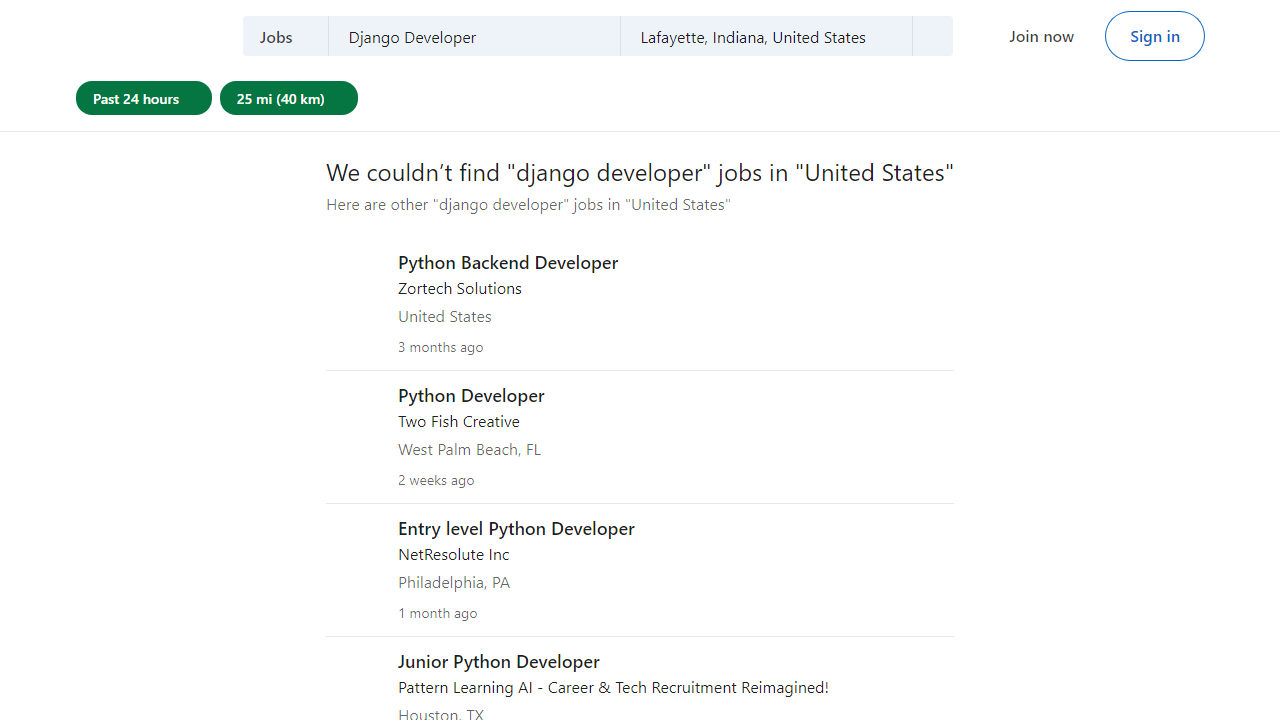 Jobs
Django Developer
Lafayette, Indiana, United States
Join now
Sign in
Past 24 hours
25 mi (40 km)
We couldn’t find "django developer" jobs in "United States"
Here are other "django developer" jobs in "United States"
Python Backend Developer
Zortech Solutions
United States
3 months ago
Python Developer
Two Fish Creative
West Palm Beach, FL
2 weeks ago
Entry level Python Developer
NetResolute Inc
Philadelphia, PA
1 month ago
Junior Python Developer
Pattern Learning AI - Career & Tech Recruitment Reimagined!
Houston, TX